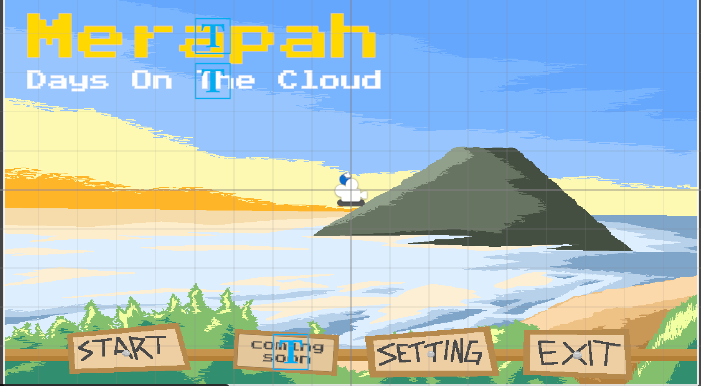 Merapah
Days On The Cloud
START
coming
soon
SETTING
EXIT